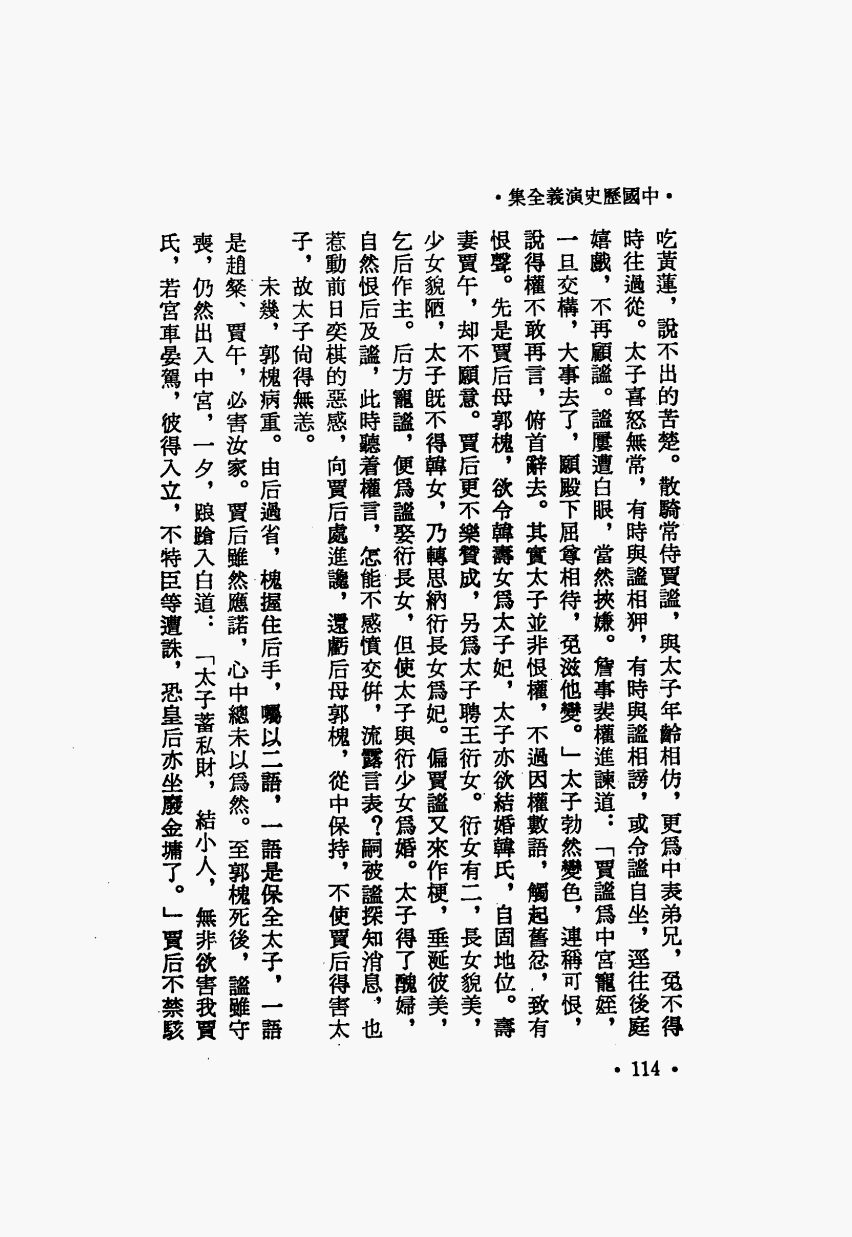 •中國歷史演義全集•
吃黃蓮，說不出的苦楚。散騎常侍賈謐，與太子年齡相仿，更爲中表弟兄，免不得
時往過從。太子喜怒無常，有時與謐相狎，有時與謐相謗，或令謐自坐，逕往後庭
嬉戲，不再顧謐。謐屢遭白眼，當然挾嫌。詹事裴權進諫道：「賈謐爲中宮寵姪，
一旦交構，大事去了，願殿下屈尊相待，免滋他變。」太子勃然變色，連稱可恨，
說得權不敢再言，俯首辭去。其實太子並非恨權，不過因權數語，觸起舊忿，致有
恨聲。先是賈后母郭槐，欲令韓壽女爲太子妃，太子亦欲結婚韓氏，自固地位。壽
妻賈午，却不願意。賈后更不樂贊成，另爲太子聘王衍女。衍女有二，長女貌美，
少女貌陋，太子旣不得韓女，乃轉思納衍長女爲妃。偏賈謐又來作梗，垂涎彼美，
乞后作主。后方寵謐，便爲謐娶衍長女，但使太子與衍少女爲婚。太子得了醜婦，
自然恨后及謐，此時聽着權言，怎能不感憤交併，流露言表？嗣被謐探知消息，也
惹動前日奕棋的惡感，向賈后處進讒，還虧后母郭槐，從中保持，不使賈后得害太
子，故太子尙得無恙。
未幾，郭槐病重。由后過省，槐握住后手，囑以二語，一語是保全太子，一語
是趙粲、賈午，必害汝家。賈后雖然應諾，心中總未以爲然。至郭槐死後，謐雖守
喪，仍然出入中宮，一夕，踉蹌入白道：「太子蓄私財，結小人，無非欲害我賈
氏，若宮車晏駕，彼得入立，不特臣等遭誅，恐皇后亦坐廢金墉了。」賈后不禁駭
•114•